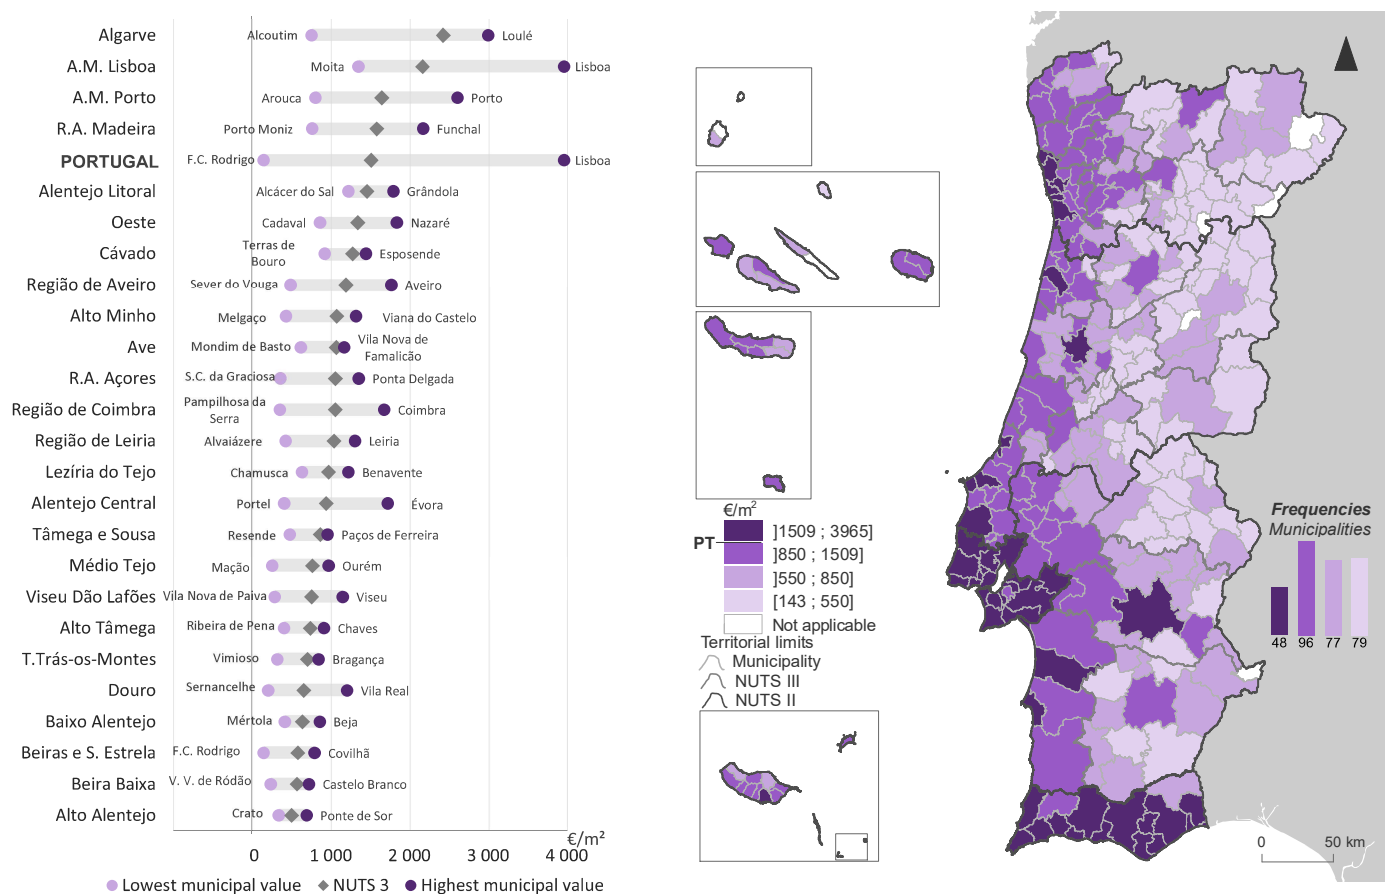 Algarve
Alcoutim
Loulé
A.M. Lisboa
Moita
Lisboa
A.M. Porto
Arouca
Porto
R.A. Madeira
Porto Moniz
Funchal
PORTUGAL
F.C. Rodrigo
Lisboa
Alentejo Litoral
Alcácer do Sal
Grândola
Oeste
Cadaval
Nazaré
Cávado
Terras de
Bouro
Esposende
Região de Aveiro
Sever do Vouga
Aveiro
Alto Minho
Melgaço
Viana do Castelo
Ave
Mondim de Basto
Vila Nova de
Famalicão
R.A. Açores
S.C. da Graciosa
Ponta Delgada
Região de Coimbra
Pampilhosa da
Serra
Coimbra
Região de Leiria
Alvaiázere
Leiria
Lezíria do Tejo
Chamusca
Benavente
Alentejo Central
Portel
Évora
Tâmega e Sousa
Resende
Paços de Ferreira
Médio Tejo
Mação
Ourém
Viseu Dão Lafões
Vila Nova de Paiva
Viseu
Alto Tâmega
Ribeira de Pena
Chaves
T.Trás-os-Montes
Vimioso
Bragança
Douro
Sernancelhe
Vila Real
Baixo Alentejo
Mértola
Beja
Beiras e S. Estrela
F.C. Rodrigo
Covilhã
Beira Baixa
V. V. de Ródão
Castelo Branco
Alto Alentejo
Crato
Ponte de Sor
€/m²
0 1 000 2 000 3 000 4 000
Lowest municipal value NUTS 3 Highest municipal value
€/m²
]1509 ; 3965]
PT
]850 ; 1509]
]550 ; 850]
[143 ; 550]
Not applicable
Territorial limits
Municipality
NUTS III
NUTS II
Frequencies
Municipalities
48 96 77 79
0 50 km